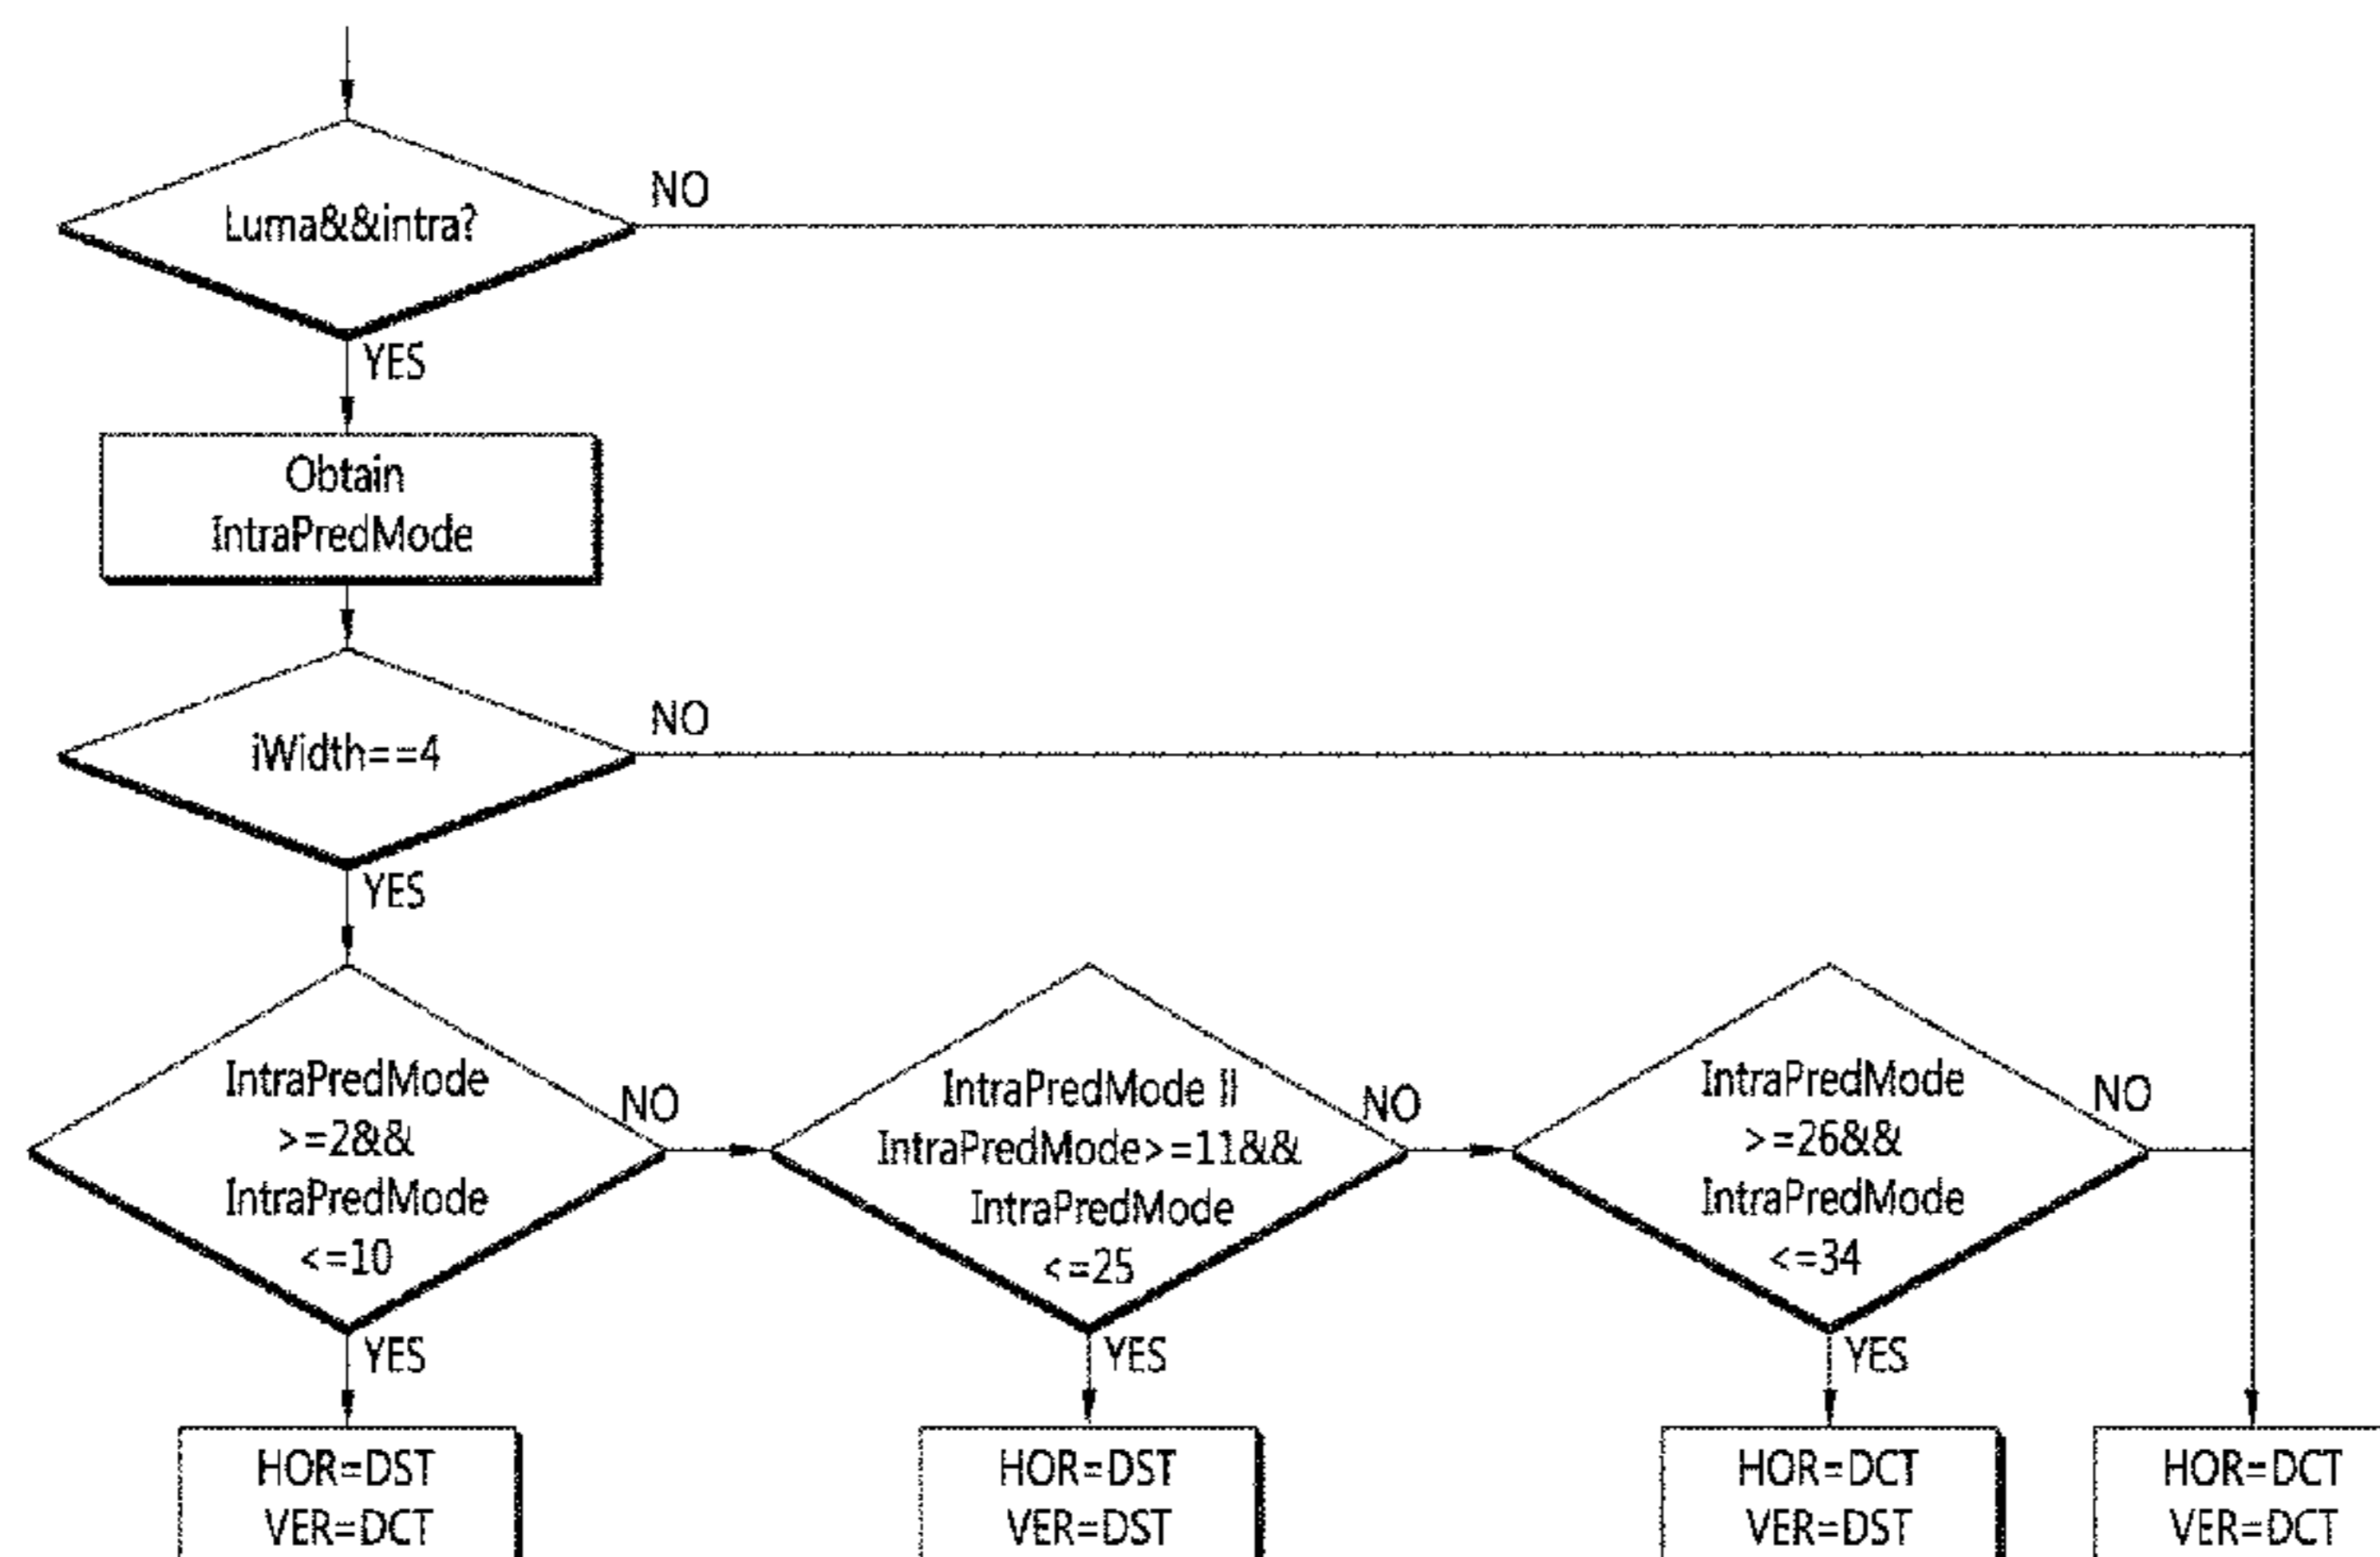 Luma&&intra?
NO
YES
Obtain
IntraPredMode
iWidth==4
NO
YES
IntraPredMode
>=2&&
IntraPredMode
<=10
NO
YES
IntraPredMode ||
IntraPredMode>=11&&
IntraPredMode
<=25
NO
YES
IntraPredMode
>=26&&
IntraPredMode
<=34
NO
YES
HOR=DST
VER=DCT
HOR=DST
VER=DST
HOR=DCT
VER=DST
HOR=DCT
VER=DCT